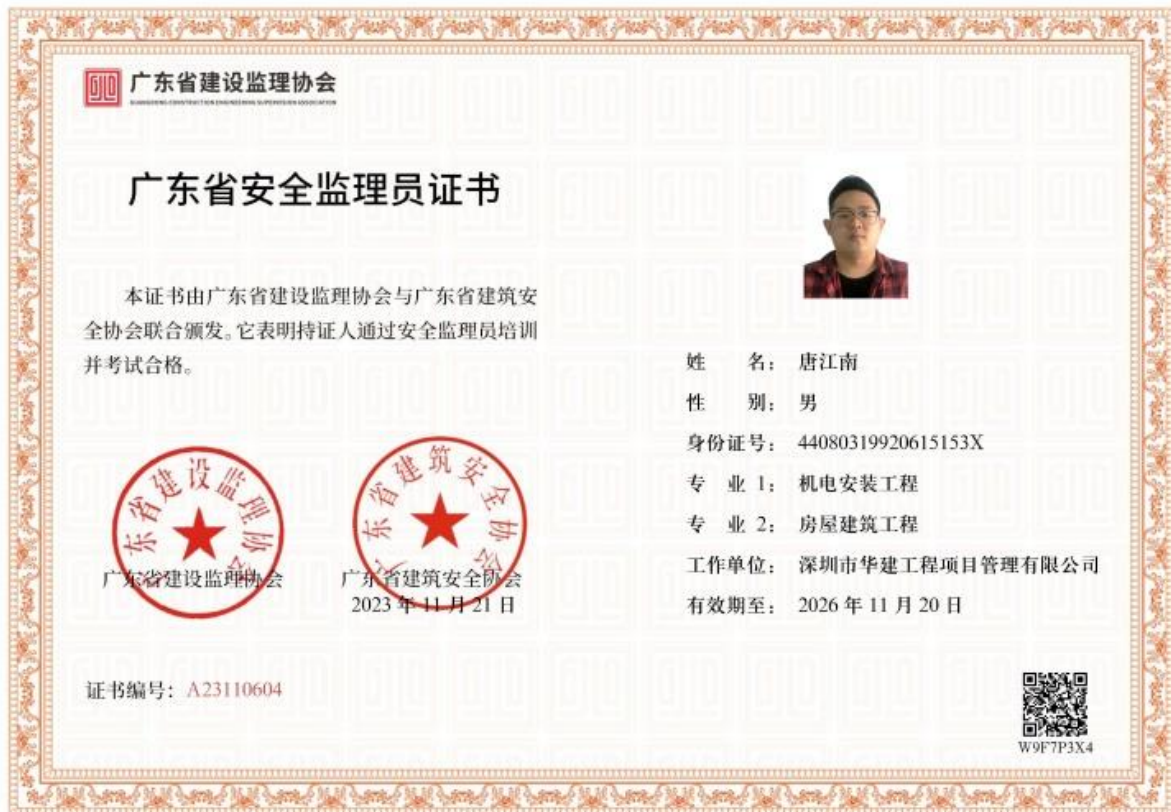 广东省建设监理协会
GUANGDONG CONSTRUCTION ENGINEERING SUPERVISION ASSOCIATION
广东省安全监理员证书
本证书由广东省建设监理协会与广东省建筑安
全协会联合颁发。它表明持证人通过安全监理员培训
并考试合格。
广东省建设监理协会
广东省建筑安全协会
广东省建设监理协会
广东省建筑安全协会
2023 年 11 月 21 日
证书编号：A23110604
姓 名： 唐江南
性 别： 男
身份证号： 44080319920615153X
专 业 1： 机电安装工程
专 业 2： 房屋建筑工程
工作单位： 深圳市华建工程项目管理有限公司
有效期至： 2026 年 11 月 20 日
W9F7P3X4